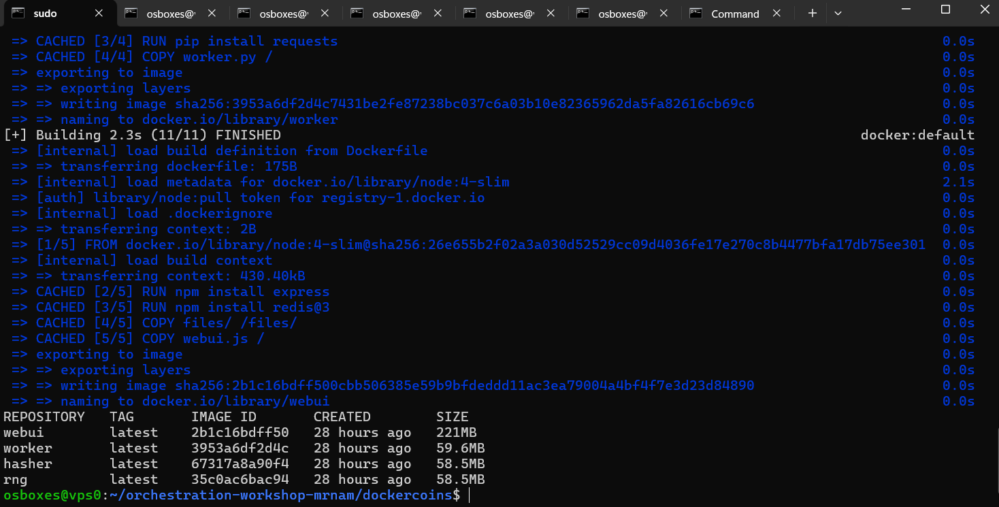 sudo
osboxes@
osboxes@
osboxes@
osboxes@
osboxes@
Command
=> CACHED [3/4] RUN pip install requests 0.0s
=> CACHED [4/4] COPY worker.py / 0.0s
=> exporting to image 0.0s
=> => exporting layers 0.0s
=> => writing image sha256:3953a6df2d4c7431be2fe87238bc037c6a03b10e82365962da5fa82616cb69c6 0.0s
=> => naming to docker.io/library/worker 0.0s
[+] Building 2.3s (11/11) FINISHED docker:default
=> [internal] load build definition from Dockerfile 0.0s
=> => transferring dockerfile: 175B 0.0s
=> [internal] load metadata for docker.io/library/node:4-slim 2.1s
=> [auth] library/node:pull token for registry-1.docker.io 0.0s
=> [internal] load .dockerignore 0.0s
=> => transferring context: 2B 0.0s
=> [1/5] FROM docker.io/library/node:4-slim@sha256:26e655b2f02a3a030d52529cc09d4036fe17e270c8b4477bfa17db75ee301 0.0s
=> [internal] load build context 0.0s
=> => transferring context: 430.40kB 0.0s
=> CACHED [2/5] RUN npm install express 0.0s
=> CACHED [3/5] RUN npm install redis@3 0.0s
=> CACHED [4/5] COPY files/ /files/ 0.0s
=> CACHED [5/5] COPY webui.js / 0.0s
=> exporting to image 0.0s
=> => exporting layers 0.0s
=> => writing image sha256:2b1c16bdff500cbb506385e59b9bfdeddd11ac3ea79004a4bf4f7e3d23d84890 0.0s
=> => naming to docker.io/library/webui 0.0s
REPOSITORY TAG IMAGE ID CREATED SIZE
webui latest 2b1c16bdff50 28 hours ago 221MB
worker latest 3953a6df2d4c 28 hours ago 59.6MB
hasher latest 67317a8a90f4 28 hours ago 58.5MB
rng latest 35c0ac6bac94 28 hours ago 58.5MB
osboxes@vps0:~/orchestration-workshop-mrnam/dockercoins$